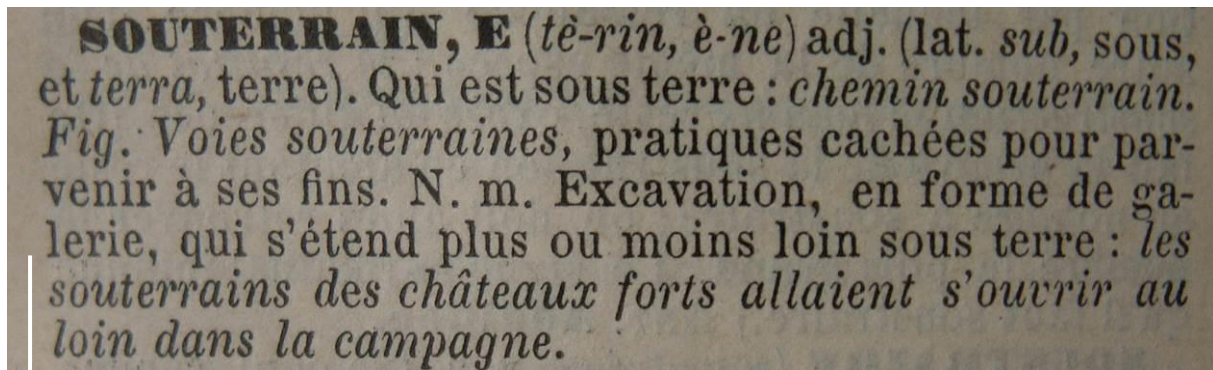 SOUTERRAIN, E (tè-rin, è-ne) adj. (lat. sub, sous,
et terra, terre). Qui est sous terre : chemin souterrain.
Fig. Voies souterraines, pratiques cachées pour par-
venir à ses fins. N. m. Excavation, en forme de ga-
lerie, qui s'étend plus ou moins loin sous terre : les
souterrains des châteaux forts allaient s'ouvrir au
loin dans la campagne.